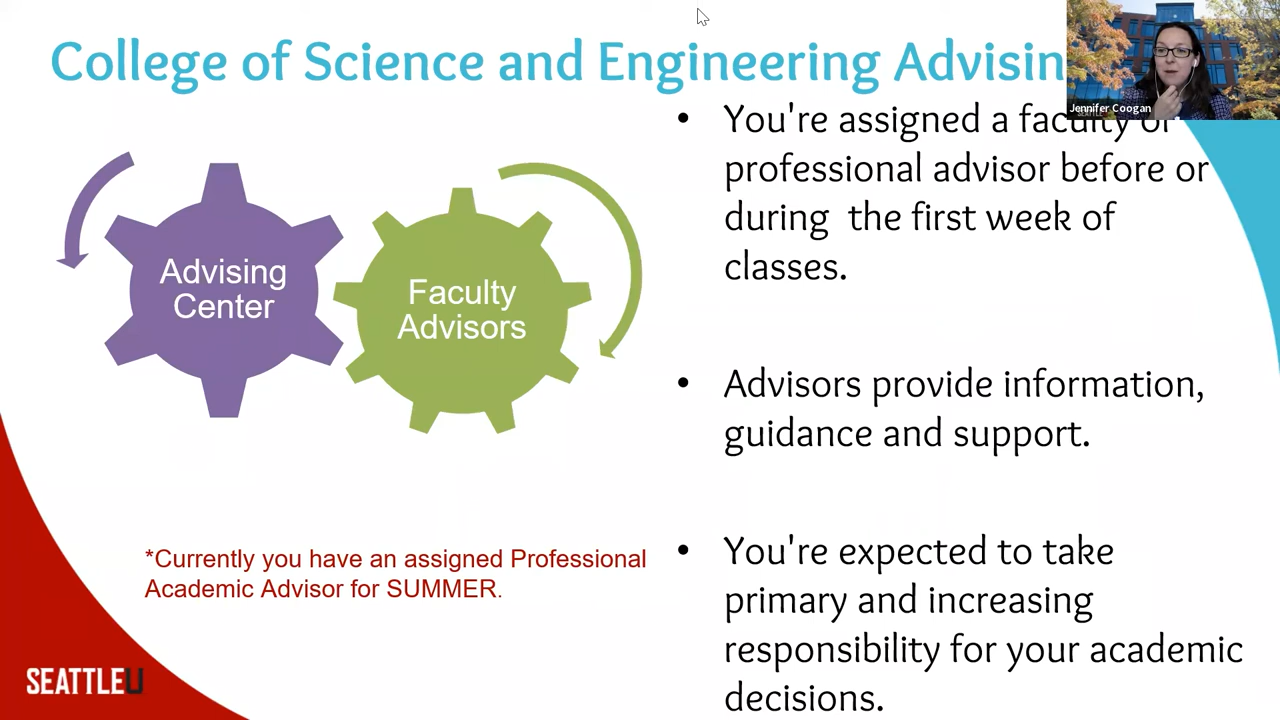 College of Science and Engineering Advisin
Jennifer Coogan
You're assigned a faculty or
professional advisor before or
during the first week of
classes.
Advising
Center
Faculty
Advisors
Advisors provide information,
guidance and support.
*Currently you have an assigned Professional
Academic Advisor for SUMMER.
You're expected to take
primary and increasing
responsibility for your academic
decisions.
SEATTLEU